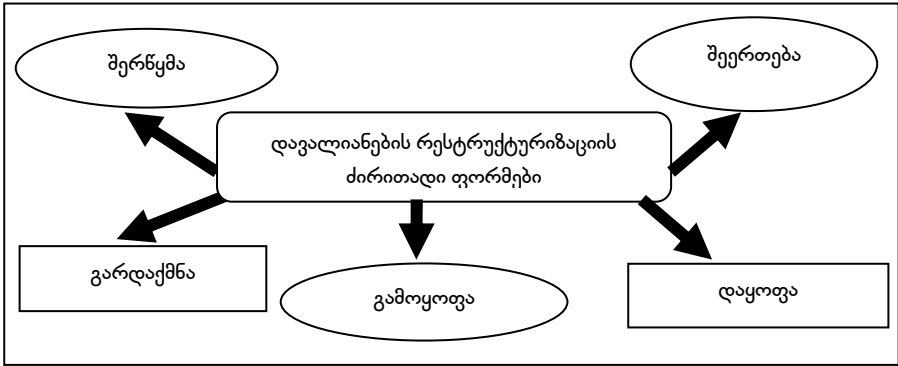 შერწყმა
შეერთება
დავალიანების რესტრუქტურიზაციის
ძირითადი ფორმები
გარდაქმნა
გამოყოფა
დაყოფა